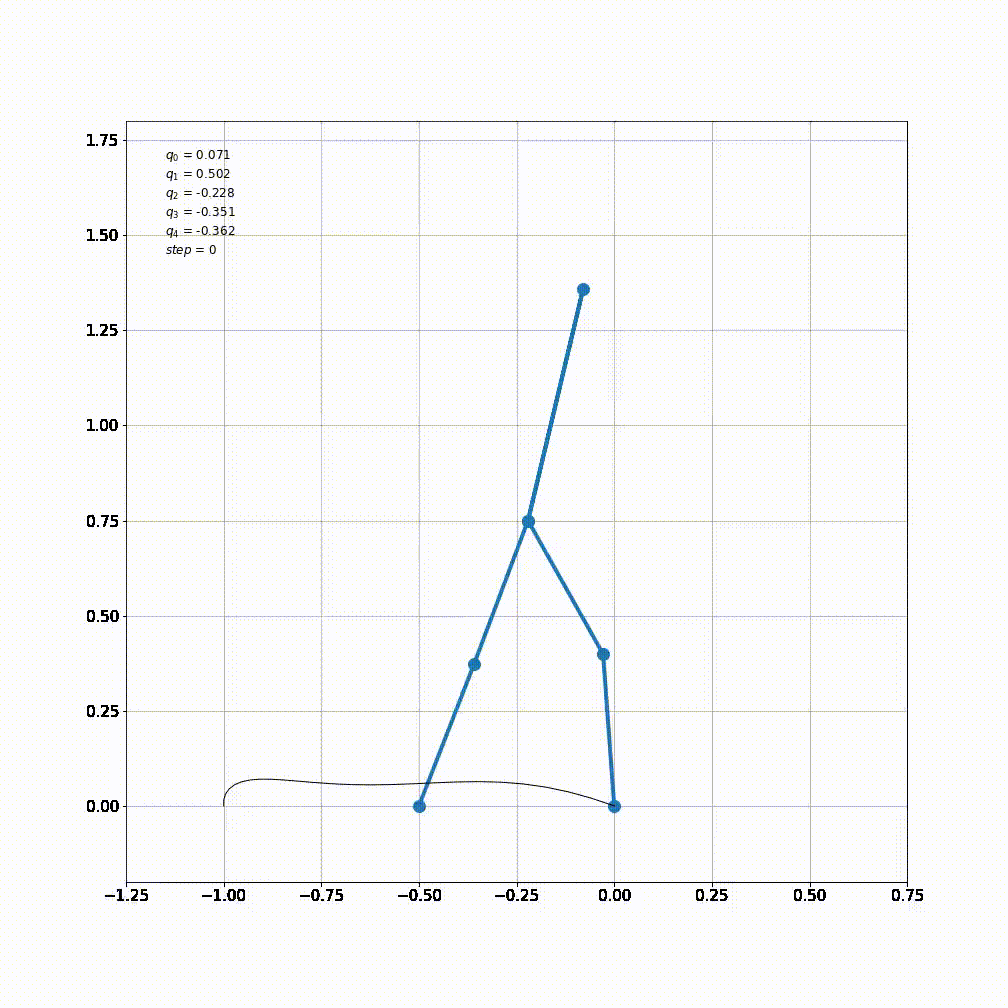 1.75
q₀ = 0.071
q₁ = 0.502
q₂ = -0.228
q₃ = -0.351
1.50
q₄ = -0.362
step = 0
1.25
1.00
0.75
0.50
0.25
0.00
−1.25 −1.00 −0.75 −0.50 −0.25 0.00 0.25 0.50 0.75